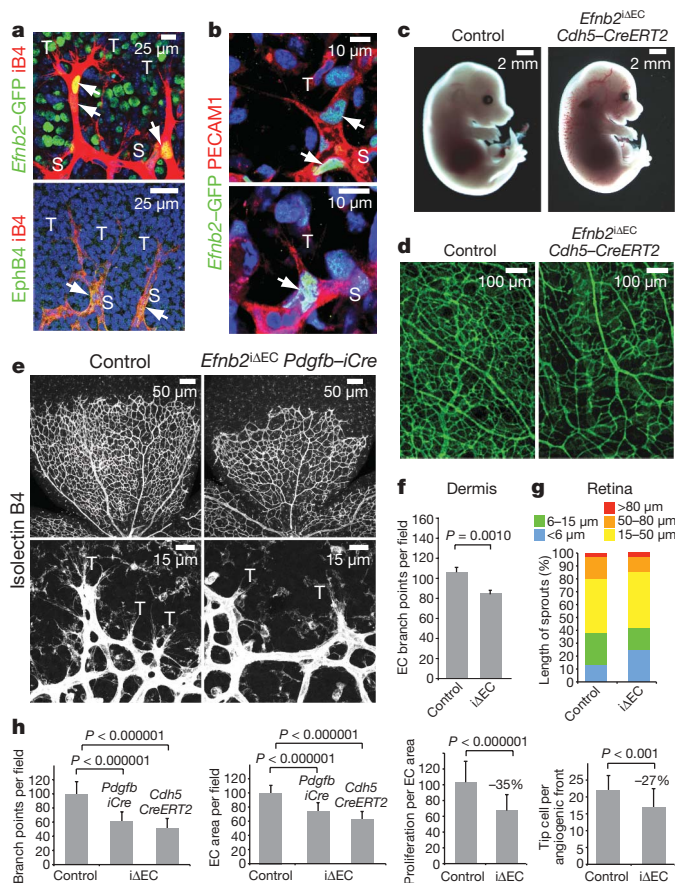 a
T
T
25 µm
T
S
S
Efnb2–GFP iB4
25 µm
T
T
T
S
S
EphB4 iB4
b
10 µm
T
S
10 µm
T
S
Efnb2–GFP PECAM1
c
Control
Efnb2iΔEC
Cdh5–CreERT2
2 mm
2 mm
d
Control
Efnb2iΔEC
Cdh5–CreERT2
100 µm
100 µm
e
Control
Efnb2iΔEC Pdgfb–iCre
50 µm
50 µm
Isolectin B4
15 µm
15 µm
T
T
T
T
T
f
Dermis
P = 0.0010
EC branch points per field
160
140
120
100
80
60
40
20
0
Control
iΔEC
g
Retina
>80 µm
6–15 µm
50–80 µm
<6 µm
15–50 µm
Length of sprouts (%)
100
90
80
70
60
50
40
30
20
10
0
Control
iΔEC
h
P < 0.000001
P < 0.000001
Branch points per field
140
120
100
80
60
40
20
0
Pdgfb
iCre
Cdh5
CreERT2
Control
iΔEC
P < 0.000001
P < 0.000001
EC area per field
140
120
100
80
60
40
20
0
Pdgfb
iCre
Cdh5
CreERT2
Control
iΔEC
P < 0.000001
–35%
Proliferation per EC area
160
140
120
100
80
60
40
20
0
Control
iΔEC
P < 0.001
–27%
Tip cell per
angiogenic front
40
35
30
25
20
15
10
5
0
Control
iΔEC